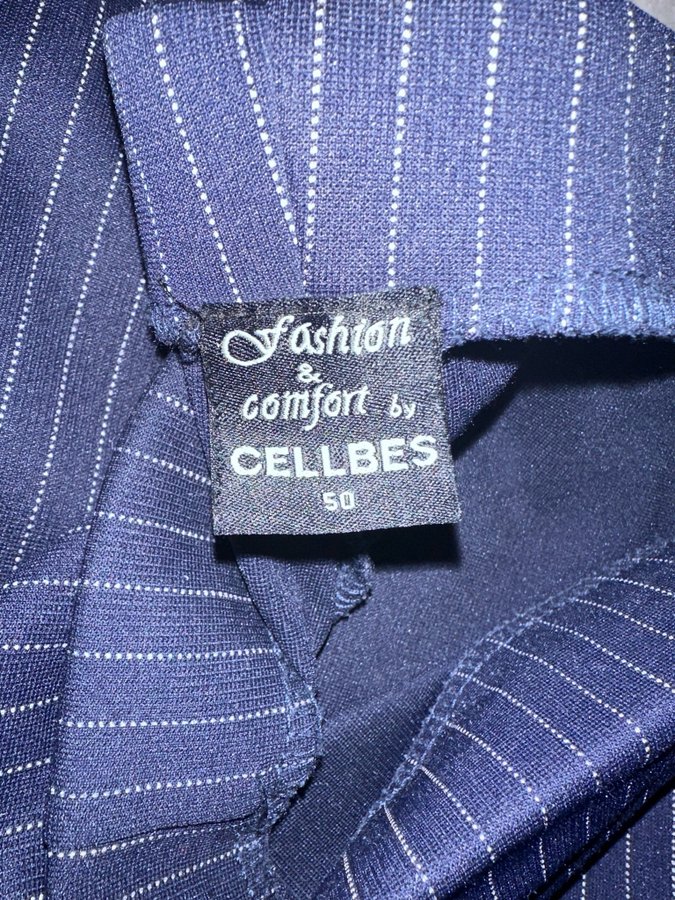 Fashion
&
comfort by
CELLBES
50